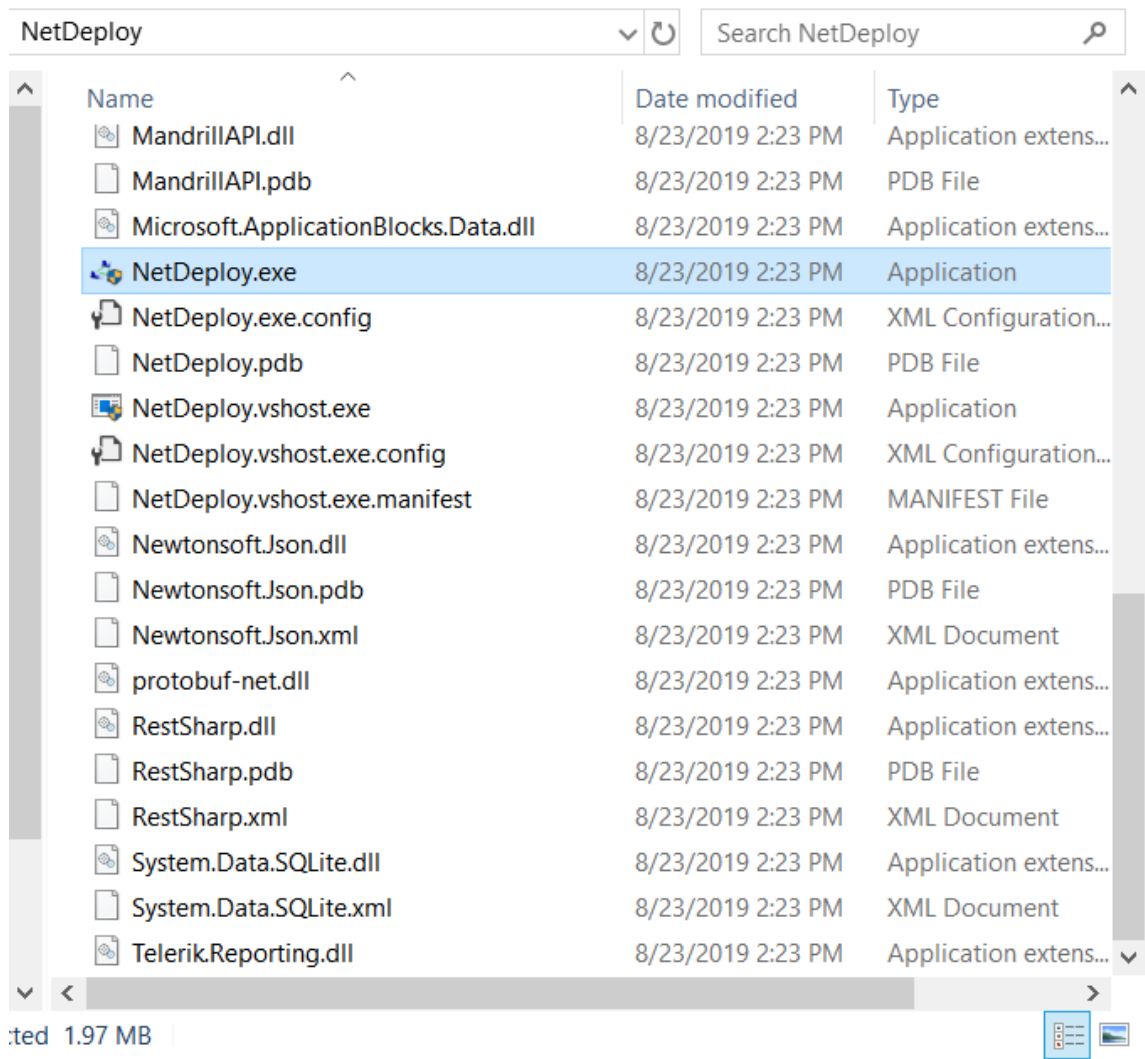 NetDeploy Search NetDeploy
Name Date modified Type
MandrillAPI.dll 8/23/2019 2:23 PM Application extens...
MandrillAPI.pdb 8/23/2019 2:23 PM PDB File
Microsoft.ApplicationBlocks.Data.dll 8/23/2019 2:23 PM Application extens...
NetDeploy.exe 8/23/2019 2:23 PM Application
NetDeploy.exe.config 8/23/2019 2:23 PM XML Configuration...
NetDeploy.pdb 8/23/2019 2:23 PM PDB File
NetDeploy.vshost.exe 8/23/2019 2:23 PM Application
NetDeploy.vshost.exe.config 8/23/2019 2:23 PM XML Configuration...
NetDeploy.vshost.exe.manifest 8/23/2019 2:23 PM MANIFEST File
Newtonsoft.Json.dll 8/23/2019 2:23 PM Application extens...
Newtonsoft.Json.pdb 8/23/2019 2:23 PM PDB File
Newtonsoft.Json.xml 8/23/2019 2:23 PM XML Document
protobuf-net.dll 8/23/2019 2:23 PM Application extens...
RestSharp.dll 8/23/2019 2:23 PM Application extens...
RestSharp.pdb 8/23/2019 2:23 PM PDB File
RestSharp.xml 8/23/2019 2:23 PM XML Document
System.Data.SQLite.dll 8/23/2019 2:23 PM Application extens...
System.Data.SQLite.xml 8/23/2019 2:23 PM XML Document
Telerik.Reporting.dll 8/23/2019 2:23 PM Application extens...
cted 1.97 MB